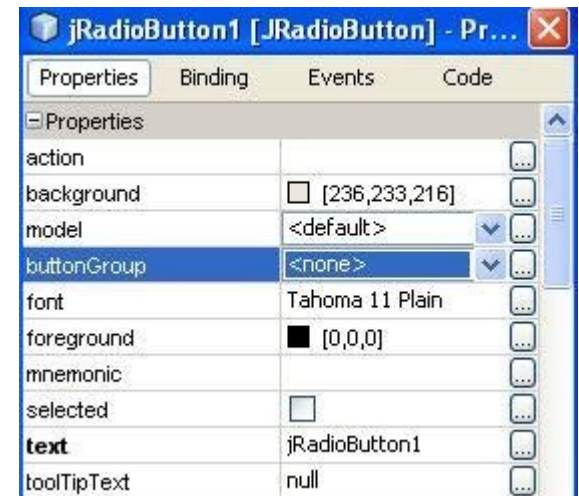 jRadioButton1 [JRadioButton] - Pr...
Properties Binding Events Code
Properties
action ...
background [236,233,216] ...
model <default> ...
buttonGroup <none> ...
font Tahoma 11 Plain ...
foreground [0,0,0] ...
mnemonic ...
selected ...
text jRadioButton1 ...
toolTipText null ...